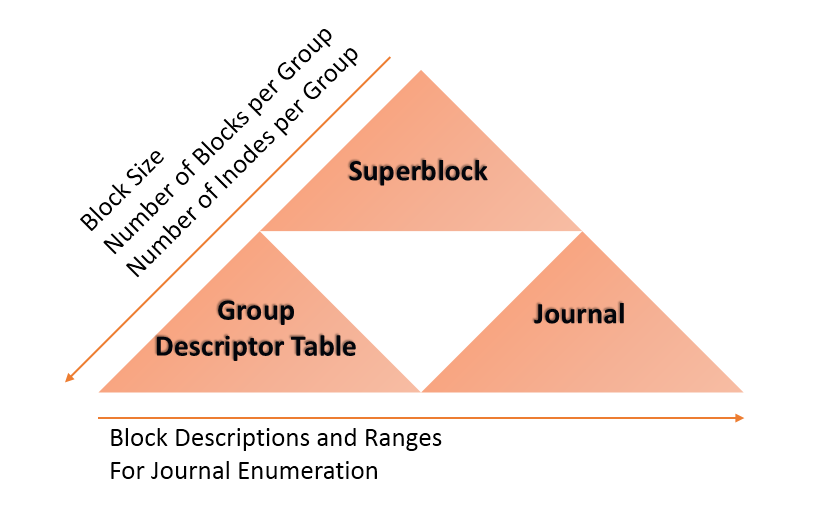 Block Size
Number of Blocks per Group
Number of Inodes per Group
Superblock
Group
Descriptor Table
Journal
Block Descriptions and Ranges
For Journal Enumeration